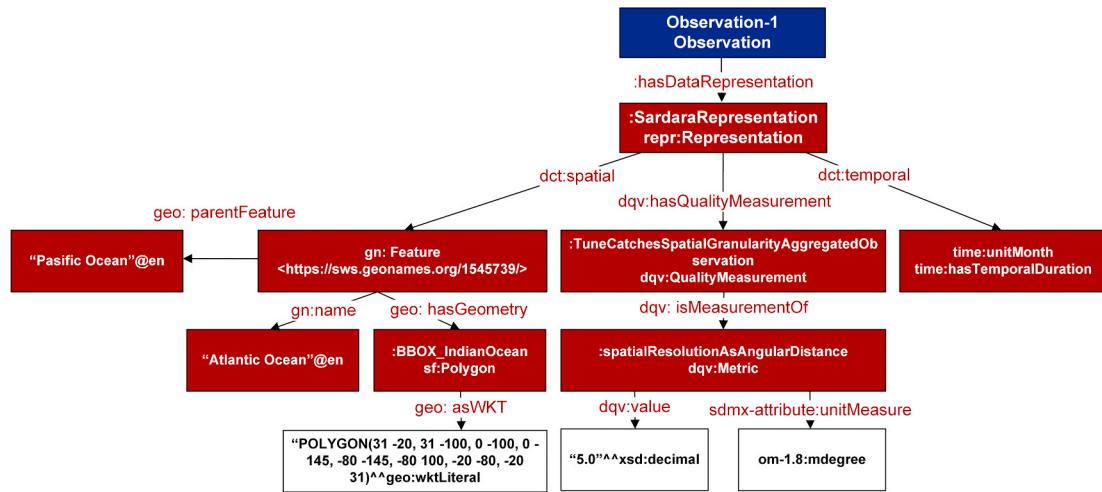 Observation-1
Observation
:hasDataRepresentation
:SardaraRepresentation
repr:Representation
dct:spatial
dqv:hasQualityMeasurement
dct:temporal
geo: parentFeature
“Pasific Ocean”@en
gn: Feature
<https://sws.geonames.org/1545739/>
:TuneCatchesSpatialGranularityAggregatedOb
servation
dqv:QualityMeasurement
time:unitMonth
time:hasTemporalDuration
gn:name
geo: hasGeometry
dqv: isMeasurementOf
“Atlantic Ocean”@en
:BBOX_IndianOcean
sf:Polygon
:spatialResolutionAsAngularDistance
dqv:Metric
geo: asWKT
dqv:value
sdmx-attribute:unitMeasure
“POLYGON(31 -20, 31 -100, 0 -100, 0 -
145, -80 -145, -80 100, -20 -80, -20
31)^^geo:wktLiteral
“5.0”^^xsd:decimal
om-1.8:mdegree